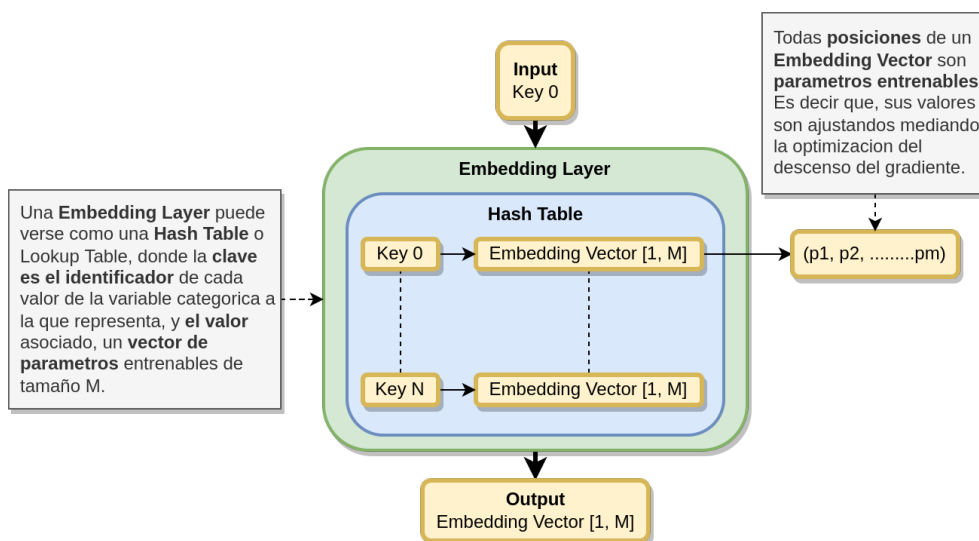 Todas posiciones de un
Embedding Vector son
parametros entrenables
Es decir que, sus valores
son ajustandos mediando
la optimizacion del
descenso del gradiente.
Input
Key 0
Embedding Layer
Hash Table
Una Embedding Layer puede
verse como una Hash Table o
Lookup Table, donde la clave
es el identificador de cada
valor de la variable categorica a
la que representa, y el valor
asociado, un vector de
parametros entrenables de
tamaño M.
Key 0
Embedding Vector [1, M]
(p1, p2, .........pm)
Key N
Embedding Vector [1, M]
Output
Embedding Vector [1, M]